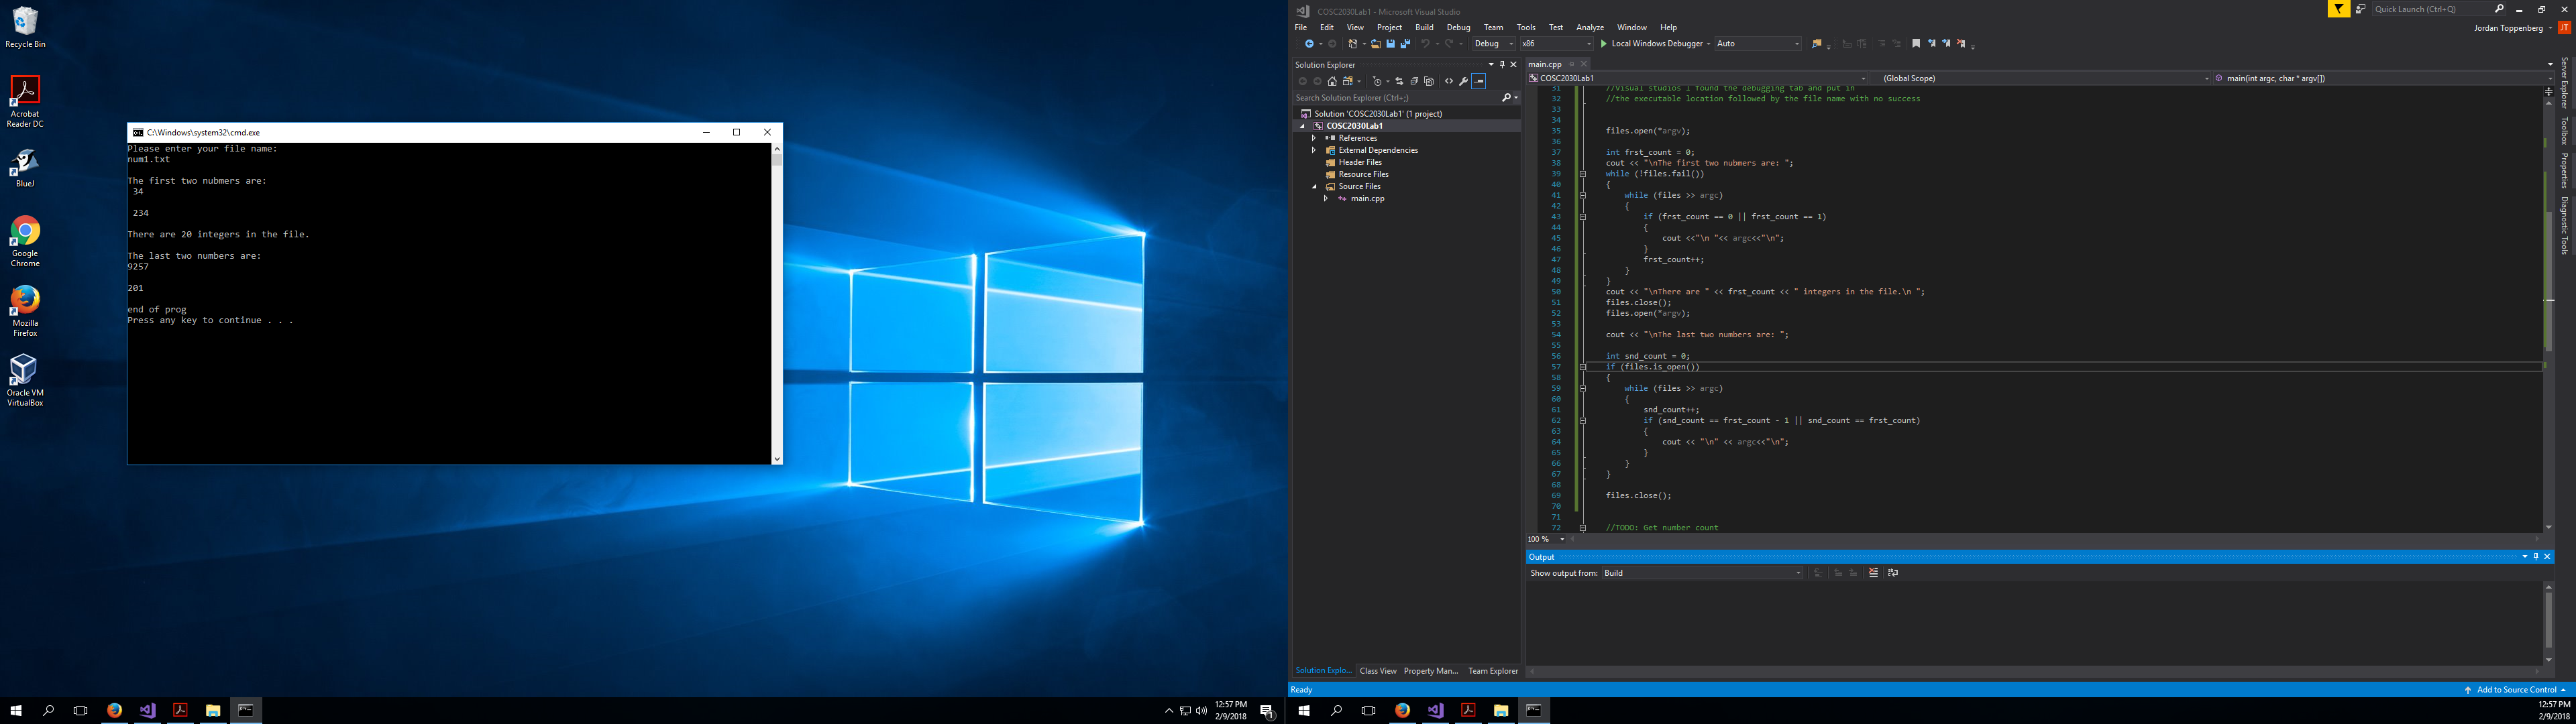 Recycle Bin
Acrobat
Reader DC
BlueJ
Google
Chrome
Mozilla
Firefox
Oracle VM
VirtualBox
C:\Windows\system32\cmd.exe
Please enter your file name:
num1.txt
The first two nubmers are:
34
234
There are 20 integers in the file.
The last two numbers are:
9257
201
end of prog
Press any key to continue . . .
12:57 PM
2/9/2018
1
COSC2030Lab1 - Microsoft Visual Studio
Quick Launch (Ctrl+Q)
File Edit View Project Build Debug Team Tools Test Analyze Window Help
Jordan Toppenberg JT
Debug x86 Local Windows Debugger Auto
Solution Explorer
Search Solution Explorer (Ctrl+;)
Solution 'COSC2030Lab1' (1 project)
COSC2030Lab1
References
External Dependencies
Header Files
Resource Files
Source Files
main.cpp
Solution Explo... Class View Property Man... Team Explorer
main.cpp
COSC2030Lab1 (Global Scope) main(int argc, char * argv[])
31 //Visual studios I found the debugging tab and put in
32 //the executable location followed by the file name with no success
33
34
35 files.open(*argv);
36
37 int frst_count = 0;
38 cout << "\nThe first two nubmers are: ";
39 while (!files.fail())
40 {
41 while (files >> argc)
42 {
43 if (frst_count == 0 || frst_count == 1)
44 {
45 cout <<"\n "<< argc<<"\n";
46 }
47 frst_count++;
48 }
49 }
50 cout << "\nThere are " << frst_count << " integers in the file.\n ";
51 files.close();
52 files.open(*argv);
53
54 cout << "\nThe last two numbers are: ";
55
56 int snd_count = 0;
57 if (files.is_open())
58 {
59 while (files >> argc)
60 {
61 snd_count++;
62 if (snd_count == frst_count - 1 || snd_count == frst_count)
63 {
64 cout << "\n" << argc<<"\n";
65 }
66 }
67 }
68
69 files.close();
70
71
72 //TODO: Get number count
100 %
Output
Show output from: Build
Server Explorer
Toolbox
Properties
Diagnostic Tools
Ready
Add to Source Control
12:57 PM
2/9/2018